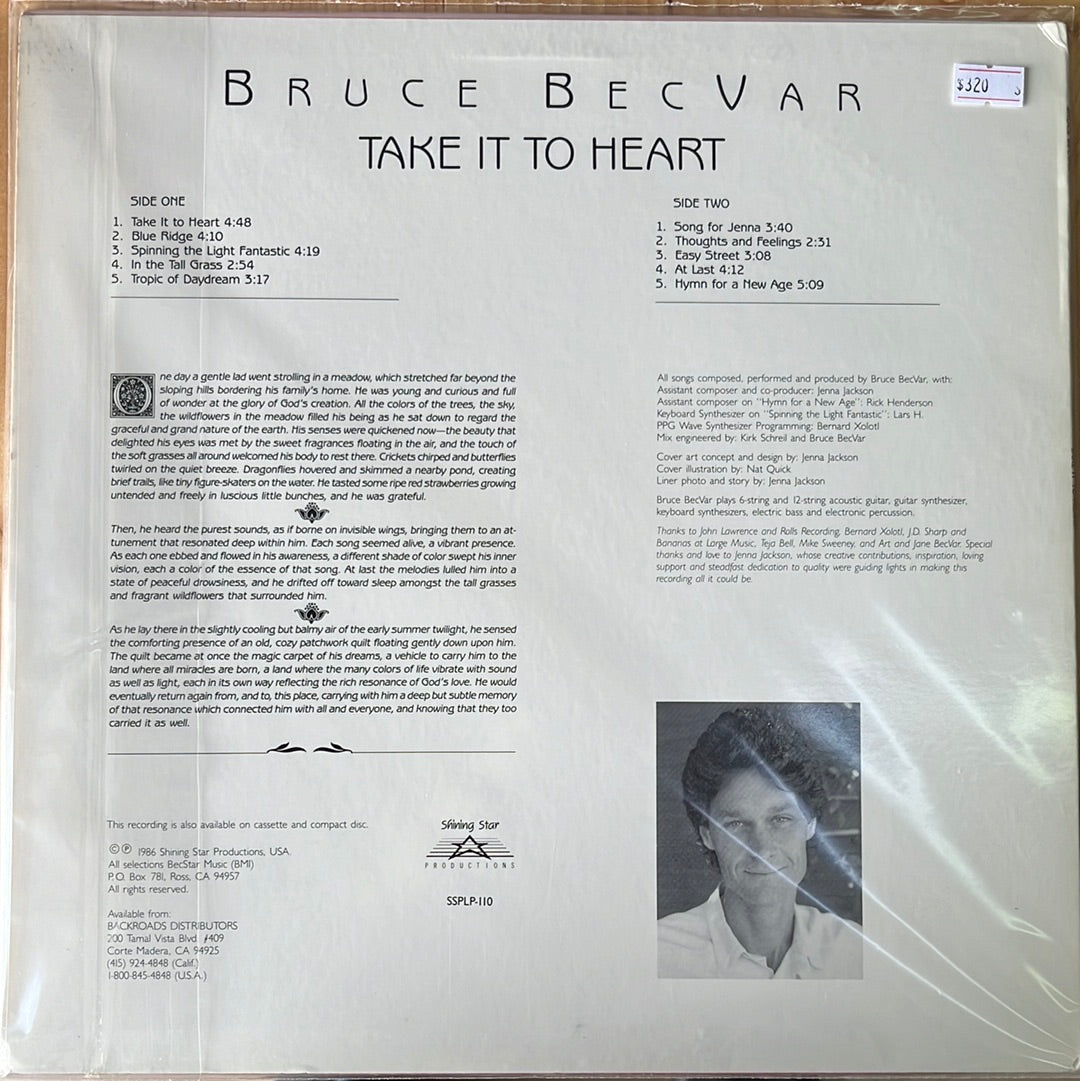 BRUCE BECVAR
TAKE IT TO HEART
$320
SIDE ONE
1. Take It to Heart 4:48
2. Blue Ridge 4:10
3. Spinning the Light Fantastic 4:19
4. In the Tall Grass 2:54
5. Tropic of Daydream 3:17
SIDE TWO
1. Song for Jenna 3:40
2. Thoughts and Feelings 2:31
3. Easy Street 3:08
4. At Last 4:12
5. Hymn for a New Age 5:09
One day a gentle lad went strolling in a meadow, which stretched far beyond the
sloping hills bordering his family's home. He was young and curious and full
of wonder at the glory of God's creation. All the colors of the trees, the sky,
the wildflowers in the meadow filled his being as he sat down to regard the
graceful and grand nature of the earth. His senses were quickened now—the beauty that
delighted his eyes was met by the sweet fragrances floating in the air, and the touch of
the soft grasses all around welcomed his body to rest there. Crickets chirped and butterflies
twirled on the quiet breeze. Dragonflies hovered and skimmed a nearby pond, creating
brief trails, like tiny figure-skaters on the water. He tasted some ripe red strawberries growing
untended and freely in luscious little bunches, and he was grateful.
Then, he heard the purest sounds, as if borne on invisible wings, bringing them to an at-
tunement that resonated deep within him. Each song seemed alive, a vibrant presence.
As each one ebbed and flowed in his awareness, a different shade of color swept his inner
vision, each a color of the essence of that song. At last the melodies lulled him into a
state of peaceful drowsiness, and he drifted off toward sleep amongst the tall grasses
and fragrant wildflowers that surrounded him.
As he lay there in the slightly cooling but balmy air of the early summer twilight, he sensed
the comforting presence of an old, cozy patchwork quilt floating gently down upon him.
The quilt became at once the magic carpet of his dreams, a vehicle to carry him to the
land where all miracles are born, a land where the many colors of life vibrate with sound
as well as light, each in its own way reflecting the rich resonance of God's love. He would
eventually return again from, and to, this place, carrying with him a deep but subtle memory
of that resonance which connected him with all and everyone, and knowing that they too
carried it as well.
All songs composed, performed and produced by Bruce BecVar, with:
Assistant composer and co-producer: Jenna Jackson
Assistant composer on "Hymn for a New Age": Rick Henderson
Keyboard Synthesizer on "Spinning the Light Fantastic": Lars H.
PPG Wave Synthesizer Programming: Bernard Xolotl
Mix engineered by: Kirk Schreil and Bruce BecVar
Cover art concept and design by: Jenna Jackson
Cover illustration by: Nat Quick
Liner photo and story by: Jenna Jackson
Bruce BecVar plays 6-string and 12-string acoustic guitar, guitar synthesizer,
keyboard synthesizers, electric bass and electronic percussion.
Thanks to John Lawrence and Rolls Recording, Bernard Xolotl, J.D. Sharp and
Bananas at Large Music, Teja Bell, Mike Sweeney, and Art and Jane BecVar. Special
thanks and love to Jenna Jackson, whose creative contributions, inspiration, loving
support and steadfast dedication to quality were guiding lights in making this
recording all it could be.
This recording is also available on cassette and compact disc.
©℗ 1986 Shining Star Productions, USA.
All selections BecStar Music (BMI)
P.O. Box 781, Ross, CA 94957
All rights reserved.
Available from:
BACKROADS DISTRIBUTORS
200 Tamal Vista Blvd. #409
Corte Madera, CA 94925
(415) 924-4848 (Calif.)
1-800-845-4848 (U.S.A.)
Shining Star
PRODUCTIONS
SSPLP-110